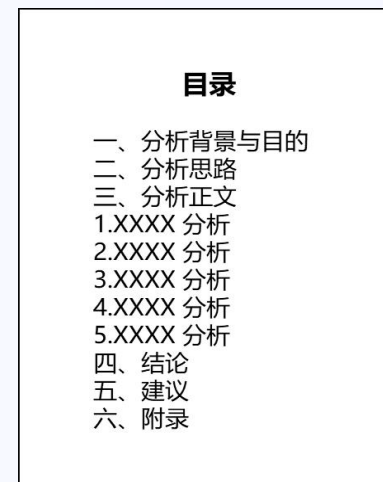 目录
一、分析背景与目的
二、分析思路
三、分析正文
1.XXXX 分析
2.XXXX 分析
3.XXXX 分析
4.XXXX 分析
5.XXXX 分析
四、结论
五、建议
六、附录